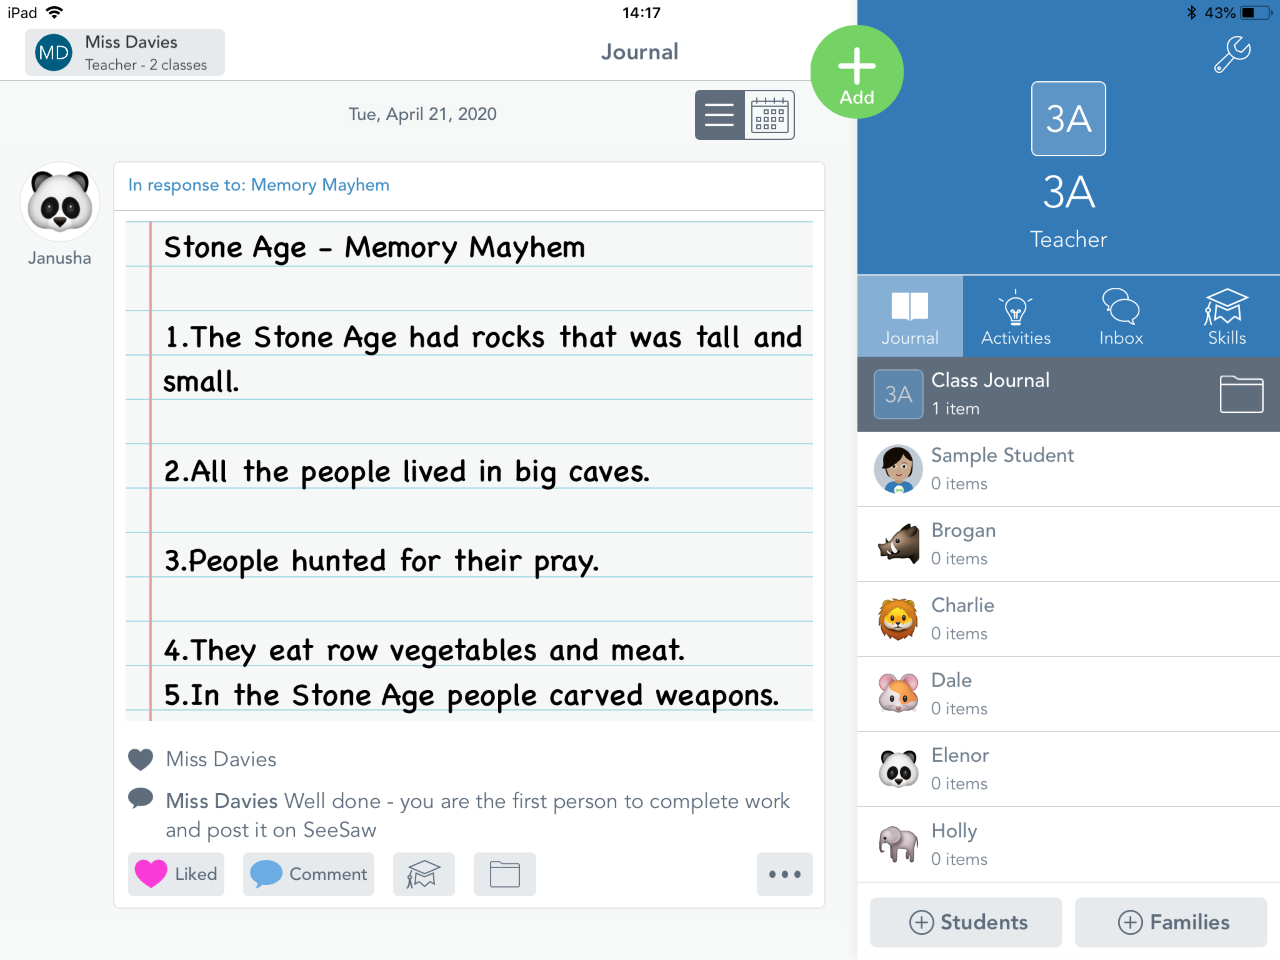 iPad
14:17
43%
MD
Miss Davies
Teacher - 2 classes
Journal
Add
Tue, April 21, 2020
Janusha
In response to: Memory Mayhem
Stone Age - Memory Mayhem
1.The Stone Age had rocks that was tall and
small.
2.All the people lived in big caves.
3.People hunted for their pray.
4.They eat row vegetables and meat.
5.In the Stone Age people carved weapons.
Miss Davies
Miss Davies Well done - you are the first person to complete work
and post it on SeeSaw
Liked
Comment
3A
3A
Teacher
Journal
Activities
Inbox
Skills
3A
Class Journal
1 item
Sample Student
0 items
Brogan
0 items
Charlie
0 items
Dale
0 items
Elenor
0 items
Holly
0 items
Students
Families